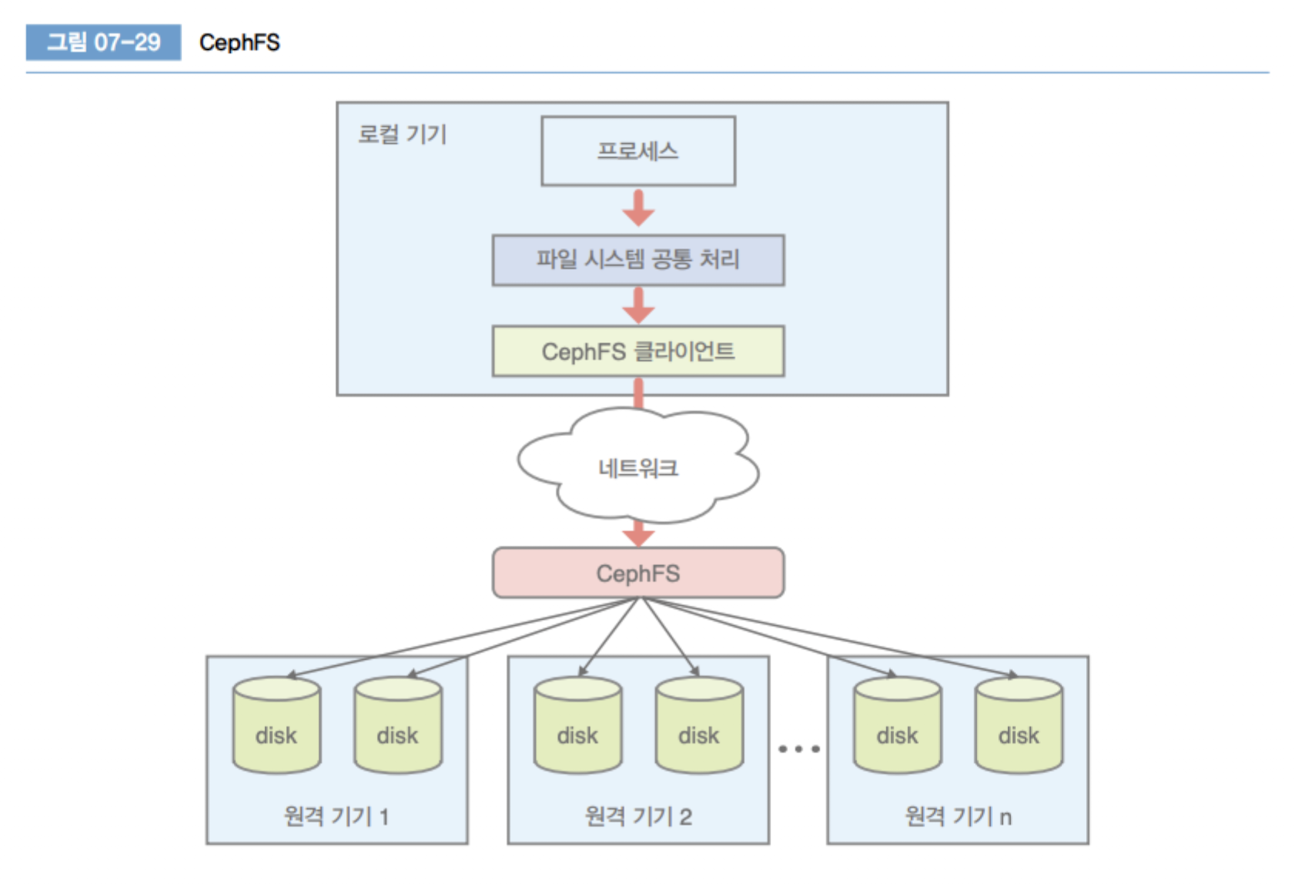 그림 07-29 CephFS
로컬 기기
프로세스
파일 시스템 공통 처리
CephFS 클라이언트
네트워크
CephFS
disk disk disk disk disk disk
원격 기기 1 원격 기기 2 원격 기기 n